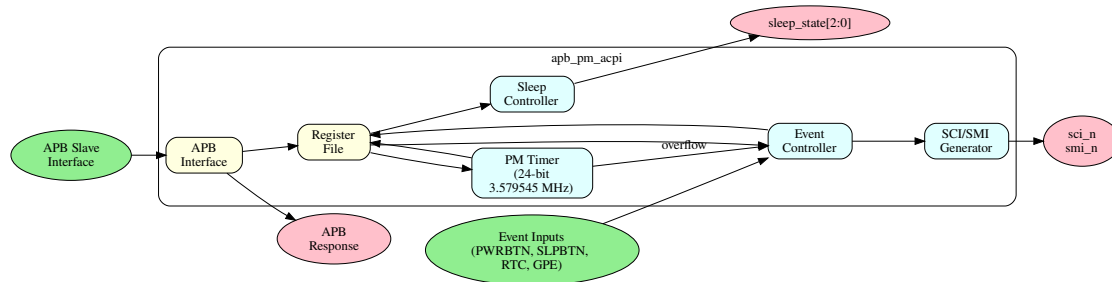 sleep_state[2:0]
apb_pm_acpi
Sleep
Controller
APB Slave
Interface
APB
Interface
Register
File
PM Timer
(24-bit
3.579545 MHz)
overflow
Event
Controller
SCI/SMI
Generator
sci_n
smi_n
APB
Response
Event Inputs
(PWRBTN, SLPBTN,
RTC, GPE)